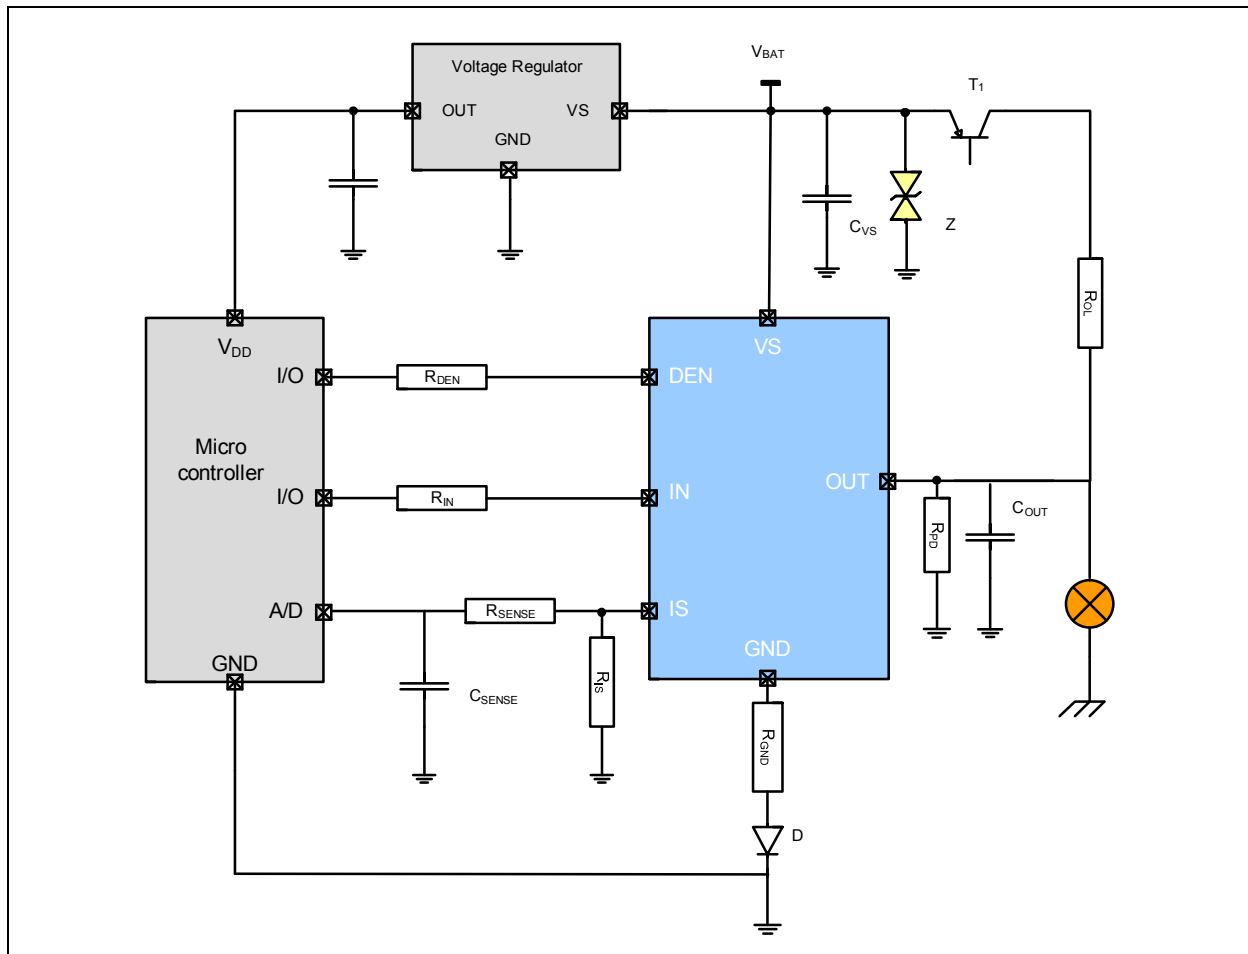 Voltage Regulator
OUT
VS
GND
VBAT
T1
CVS
Z
ROL
VDD
I/O
RDEN
DEN
VS
Micro
controller
I/O
RIN
IN
OUT
RPD
COUT
A/D
RSENSE
IS
GND
CSENSE
RIS
GND
RGND
D